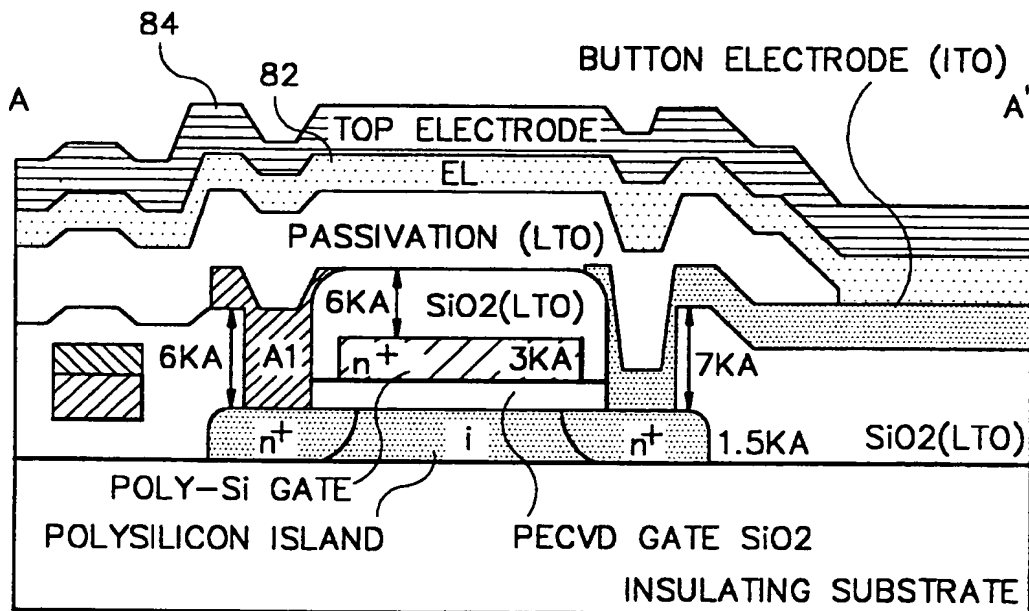 84
82
BUTTON ELECTRODE (ITO)
A
A'
TOP ELECTRODE
EL
PASSIVATION (LTO)
6KA
SiO2(LTO)
6KA
A1
n+
3KA
7KA
n+
i
n+
1.5KA
SiO2(LTO)
POLY-Si GATE
POLYSILICON ISLAND
PECVD GATE SiO2
INSULATING SUBSTRATE